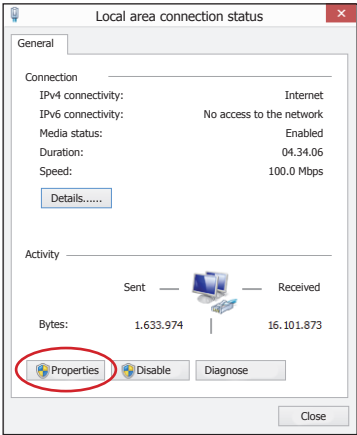 Local area connection status
General
Connection
IPv4 connectivity: Internet
IPv6 connectivity: No access to the network
Media status: Enabled
Duration: 04.34.06
Speed: 100.0 Mbps
Details......
Activity
Sent Received
Bytes: 1.633.974 16.101.873
Properties Disable Diagnose
Close